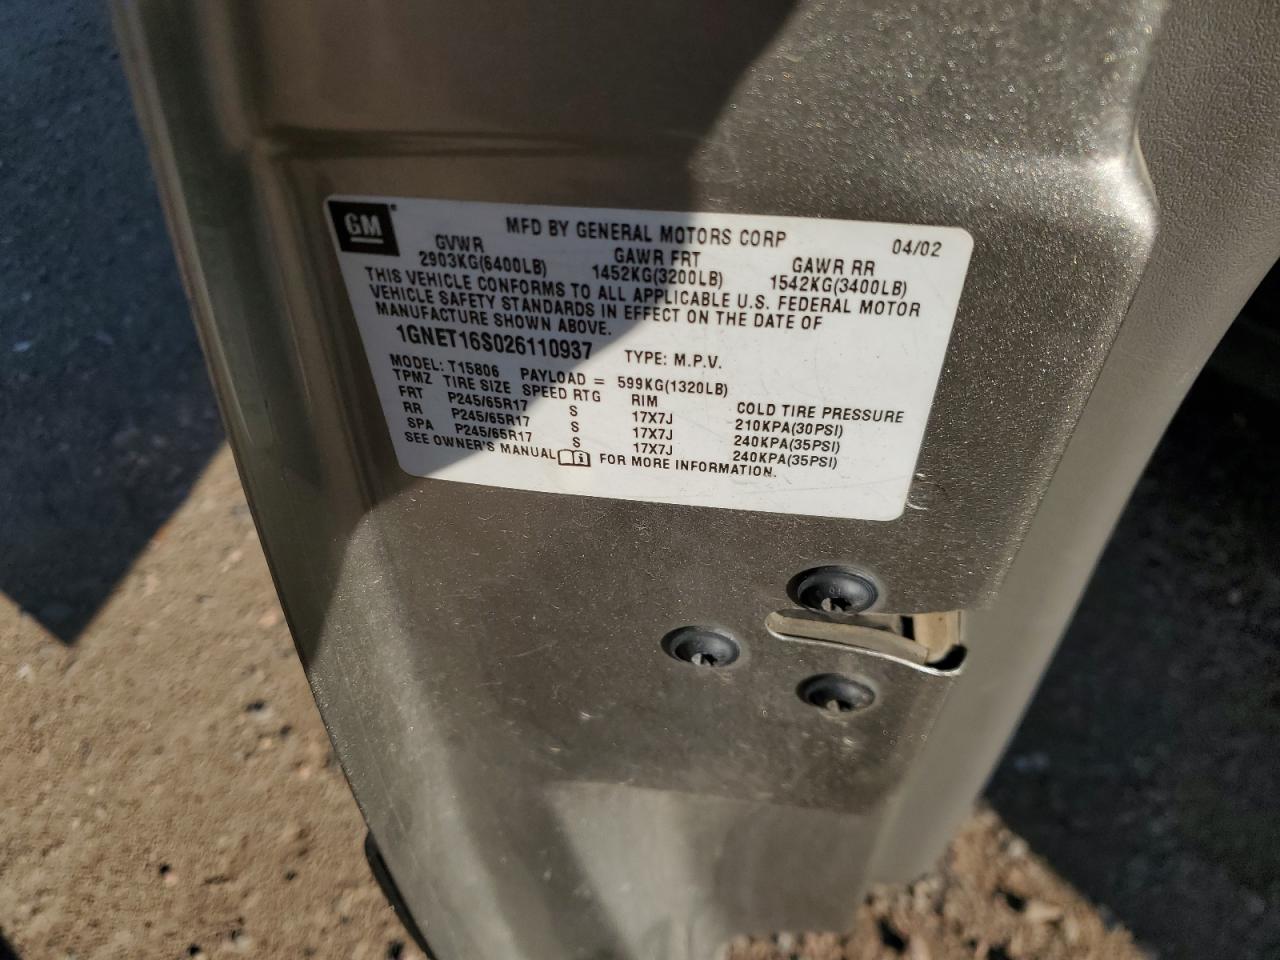 GM
MFD BY GENERAL MOTORS CORP 04/02
GVWR GAWR FRT GAWR RR
2903KG(6400LB) 1452KG(3200LB) 1542KG(3400LB)
THIS VEHICLE CONFORMS TO ALL APPLICABLE U.S. FEDERAL MOTOR
VEHICLE SAFETY STANDARDS IN EFFECT ON THE DATE OF
MANUFACTURE SHOWN ABOVE.
1GNET16S026110937 TYPE: M.P.V.
MODEL: T15806 PAYLOAD = 599KG(1320LB)
TPMZ TIRE SIZE SPEED RTG RIM COLD TIRE PRESSURE
FRT P245/65R17 S 17X7J 210KPA(30PSI)
RR P245/65R17 S 17X7J 240KPA(35PSI)
SPA P245/65R17 S 17X7J 240KPA(35PSI)
SEE OWNER'S MANUAL FOR MORE INFORMATION.